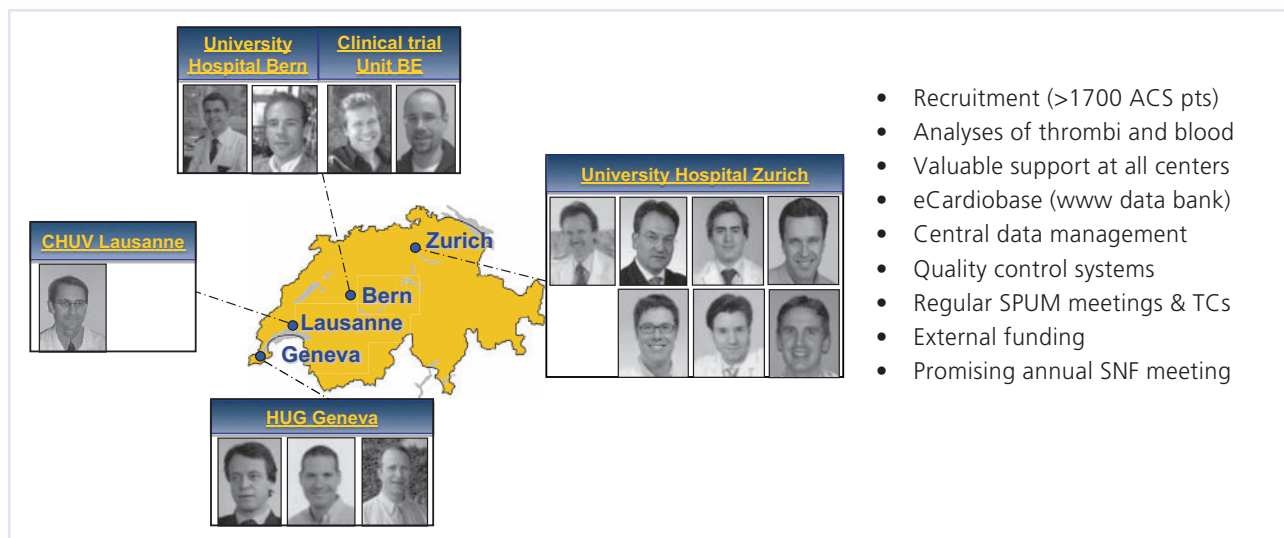 University
Hospital Bern
Clinical trial
Unit BE
University Hospital Zurich
CHUV Lausanne
Zurich
Bern
Lausanne
Geneva
HUG Geneva
• Recruitment (>1700 ACS pts)
• Analyses of thrombi and blood
• Valuable support at all centers
• eCardiobase (www data bank)
• Central data management
• Quality control systems
• Regular SPUM meetings & TCs
• External funding
• Promising annual SNF meeting